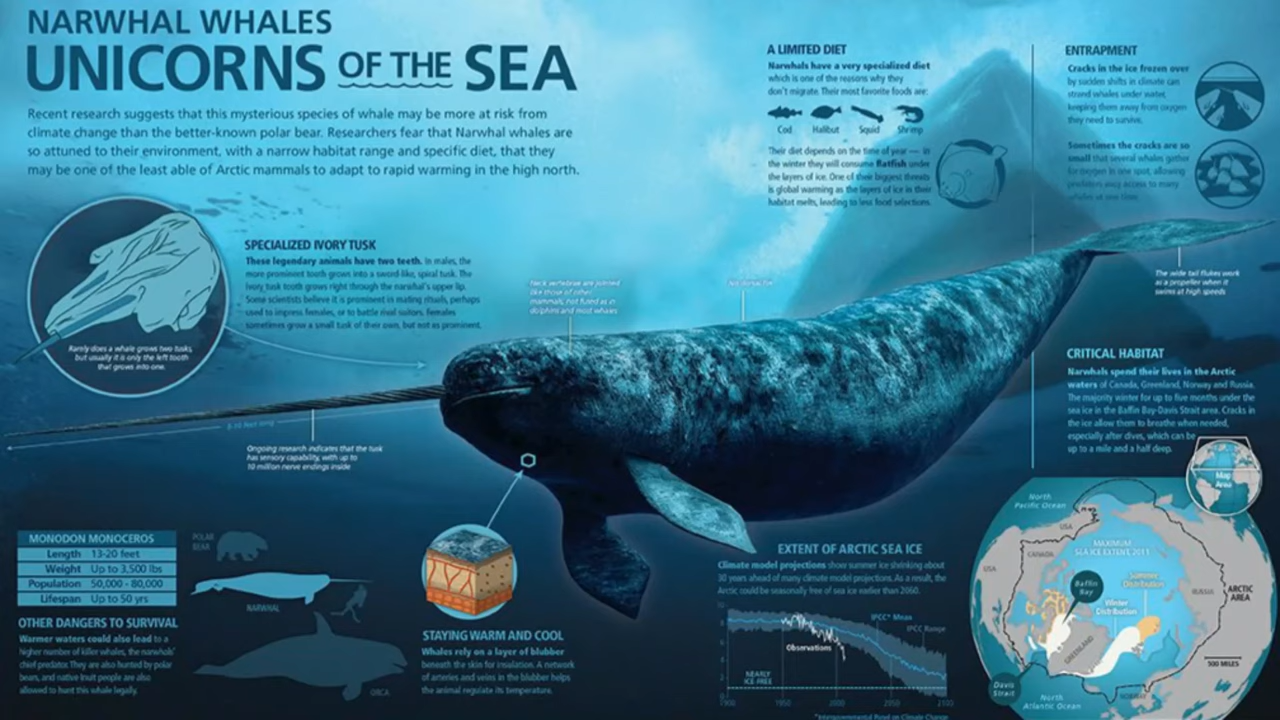 NARWHAL WHALES
UNICORNS OF THE SEA
Recent research suggests that this mysterious species of whale may be more at risk from
climate change than the better-known polar bear. Researchers fear that Narwhal whales are
so attuned to their environment, with a narrow habitat range and specific diet, that they
may be one of the least able of Arctic mammals to adapt to rapid warming in the high north.
SPECIALIZED IVORY TUSK
These legendary animals have two teeth. In males, the
more prominent tooth grows into a sword-like, spiral tusk. The
ivory tusk tooth grows right through the narwhal's upper lip.
Some scientists believe it is prominent in mating rituals, perhaps
used to impress females, or to battle rival suitors. Females
sometimes grow a small tusk of their own, but not as prominent.
Rarely does a whale grows two tusks,
but usually it is only the left tooth
that grows into one.
Neck vertebrae are jointed
like those of other
mammals, not fused as in
dolphins and most whales
No dorsal fin
Ongoing research indicates that the tusk
has sensory capability, with up to
10 million nerve endings inside
A LIMITED DIET
Narwhals have a very specialized diet
which is one of the reasons why they
don't migrate. Their most favorite foods are:
Cod
Halibut
Squid
Shrimp
Their diet depends on the time of year — in
the winter they will consume flatfish under
the layers of ice. One of their biggest threats
is global warming as the layers of ice in their
habitat melts, leading to less food selections.
ENTRAPMENT
Cracks in the ice frozen over
by sudden shifts in climate can
strand whales under water,
keeping them away from oxygen
they need to survive.
Sometimes the cracks are so
small that several whales gather
for oxygen in one spot, allowing
predators easy access to many
whales at one time.
The wide tail flukes work
as a propeller when it
swims at high speeds
CRITICAL HABITAT
Narwhals spend their lives in the Arctic
waters of Canada, Greenland, Norway and Russia.
The majority winter for up to five months under the
sea ice in the Baffin Bay-Davis Strait area. Cracks in
the ice allow them to breathe when needed,
especially after dives, which can be
up to a mile and a half deep.
Map
Area
North
Pacific Ocean
USA
CANADA
USA
MAXIMUM
SEA ICE EXTENT 2011
Summer
Distribution
Baffin
Bay
Winter
Distribution
RUSSIA
ARCTIC
AREA
GREENLAND
500 MILES
Davis
Strait
North
Atlantic Ocean
MONODON MONOCEROS
Length 13-20 feet
Weight Up to 3,500 lbs
Population 50,000 - 80,000
Lifespan Up to 50 yrs
POLAR
BEAR
NARWHAL
ORCA
OTHER DANGERS TO SURVIVAL
Warmer waters could also lead to a
higher number of killer whales, the narwhals'
chief predator. They are also hunted by polar
bears, and native Inuit people are also
allowed to hunt this whale legally.
STAYING WARM AND COOL
Whales rely on a layer of blubber
beneath the skin for insulation. A network
of arteries and veins in the blubber helps
the animal regulate its temperature.
EXTENT OF ARCTIC SEA ICE
Climate model projections show summer ice shrinking about
30 years ahead of many climate model projections. As a result, the
Arctic could be seasonally free of sea ice earlier than 2060.
IPCC* Mean
IPCC Range
Observations
NEARLY
ICE FREE
1900 1950 2000 2050 2100
*Intergovernmental Panel on Climate Change